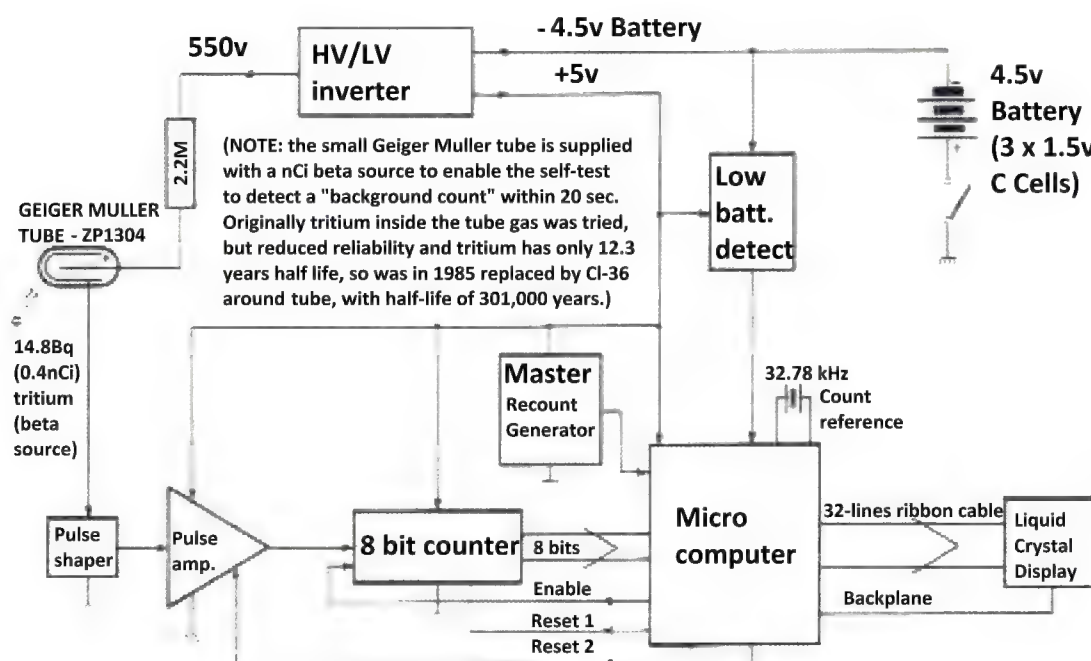 550v
HV/LV
inverter
- 4.5v Battery
+5v
4.5v
Battery
(3 x 1.5v
C Cells)
2.2M
(NOTE: the small Geiger Muller tube is supplied
with a nCi beta source to enable the self-test
to detect a "background count" within 20 sec.
Originally tritium inside the tube gas was tried,
but reduced reliability and tritium has only 12.3
years half life, so was in 1985 replaced by Cl-36
around tube, with half-life of 301,000 years.)
Low
batt.
detect
GEIGER MULLER
TUBE - ZP1304
14.8Bq
(0.4nCi)
tritium
(beta
source)
Master
Recount
Generator
32.78 kHz
Count
reference
Pulse
shaper
Pulse
amp.
8 bit counter
8 bits
Micro
computer
32-lines ribbon cable
Liquid
Crystal
Display
Enable
Backplane
Reset 1
Reset 2